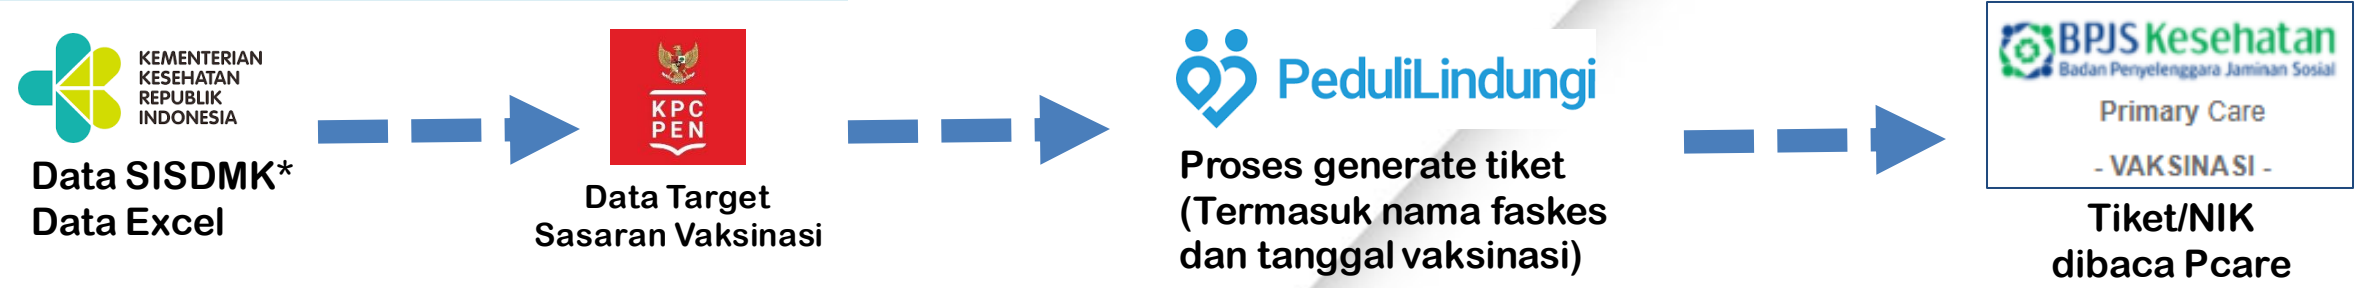 KEMENTERIAN
KESEHATAN
REPUBLIK
INDONESIA
Data SISDMK*
Data Excel
KPC
PEN
Data Target
Sasaran Vaksinasi
PeduliLindungi
Proses generate tiket
(Termasuk nama faskes
dan tanggal vaksinasi)
BPJS Kesehatan
Badan Penyelenggara Jaminan Sosial
Primary Care
- VAKSINASI -
Tiket/NIK
dibaca Pcare